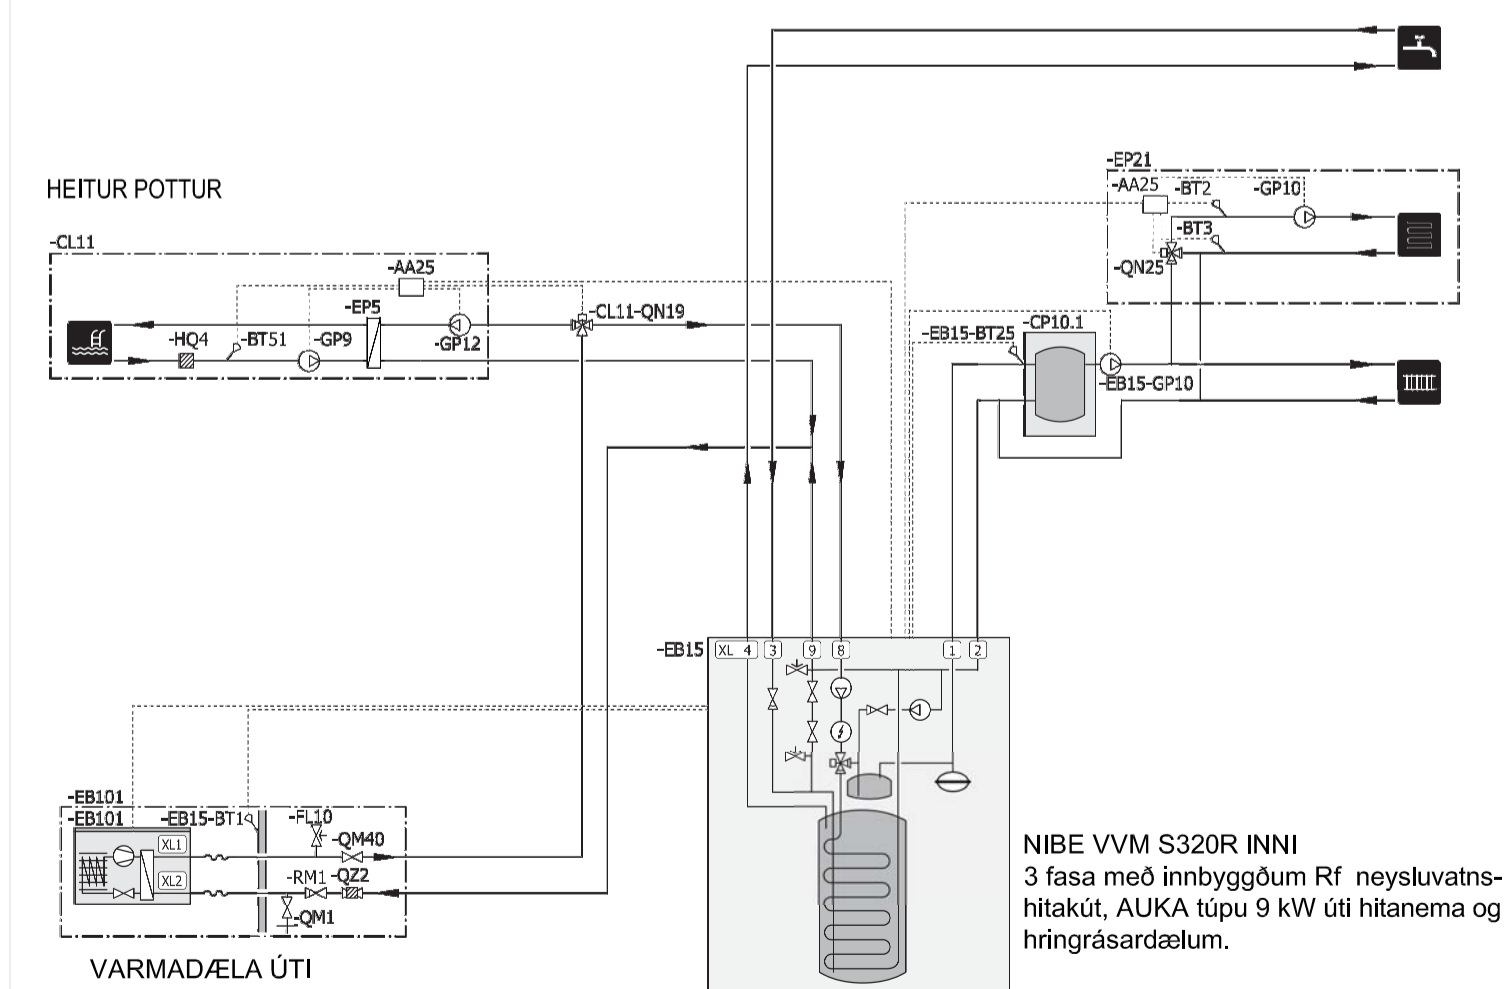 HEITUR POTTUR
-CL11
-AA25
-EP5
-CL11-QN19
-HQ4
-BT51
-GP9
-GP12
-EP21
-AA25
-BT2
-GP10
-BT3
-QN25
-EB15-BT25
-CP10.1
-EB15-GP10
-EB15
XL 4
3
9
8
1
2
-EB101
-EB101
-EB15-BT1
-FL10
-QM40
XL1
XL2
-RM1
-QZ2
-QM1
VARMADÆLA ÚTI
NIBE VVM S320R INNI
3 fasa með innbyggðum Rf neysluvatns-
hitakút, AUKA túpu 9 kW úti hitanema og
hringrásardælum.